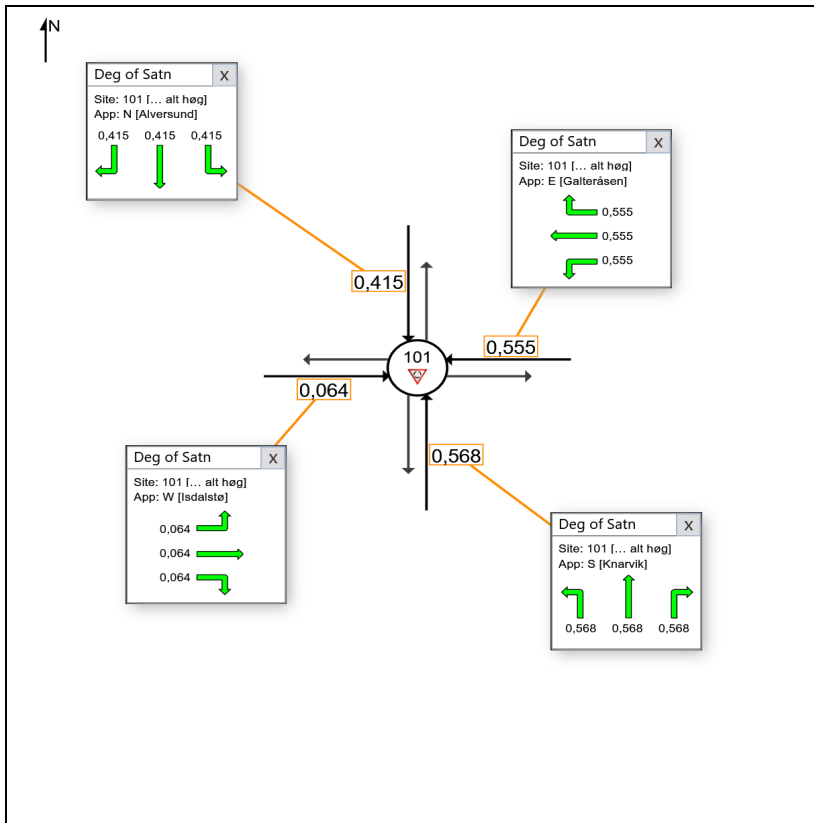 N
Deg of Satn x
Site: 101 [... alt høg]
App: N [Alversund]
0,415 0,415 0,415
Deg of Satn x
Site: 101 [... alt høg]
App: E [Galteråsen]
0,555
0,555
0,555
0,415
0,555
101
0,064
0,568
Deg of Satn x
Site: 101 [... alt høg]
App: W [Isdalstø]
0,064
0,064
0,064
Deg of Satn x
Site: 101 [... alt høg]
App: S [Knarvik]
0,568 0,568 0,568